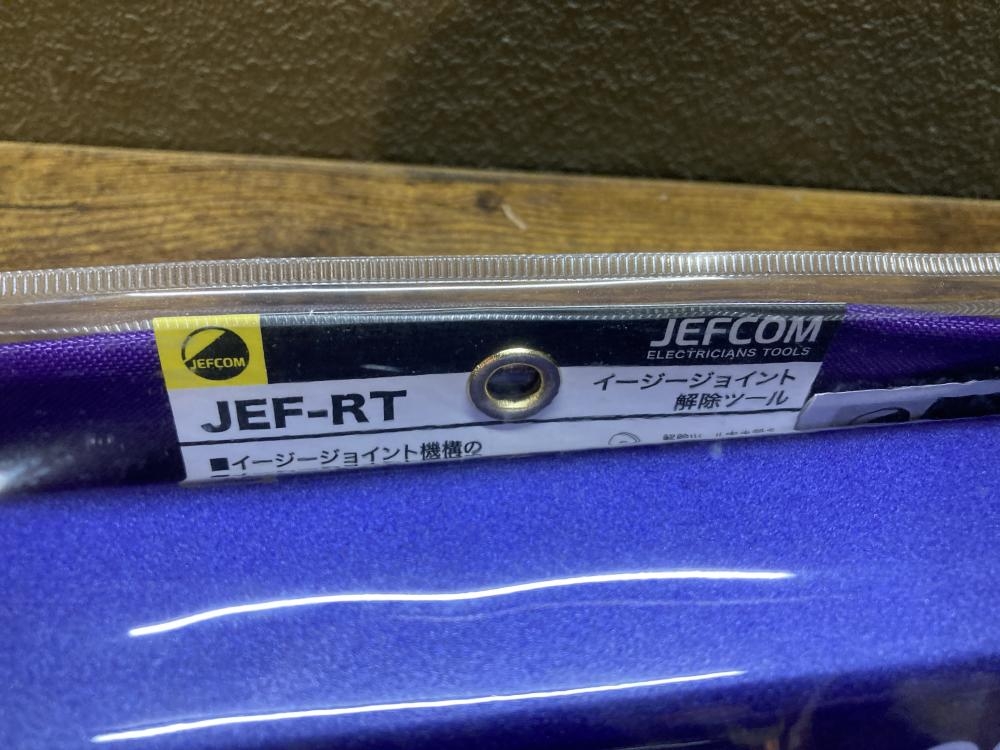 JEFCOM
JEFCOM
ELECTRICIANS TOOLS
JEF-RT
イージージョイント
解除ツール
■イージージョイント機構の